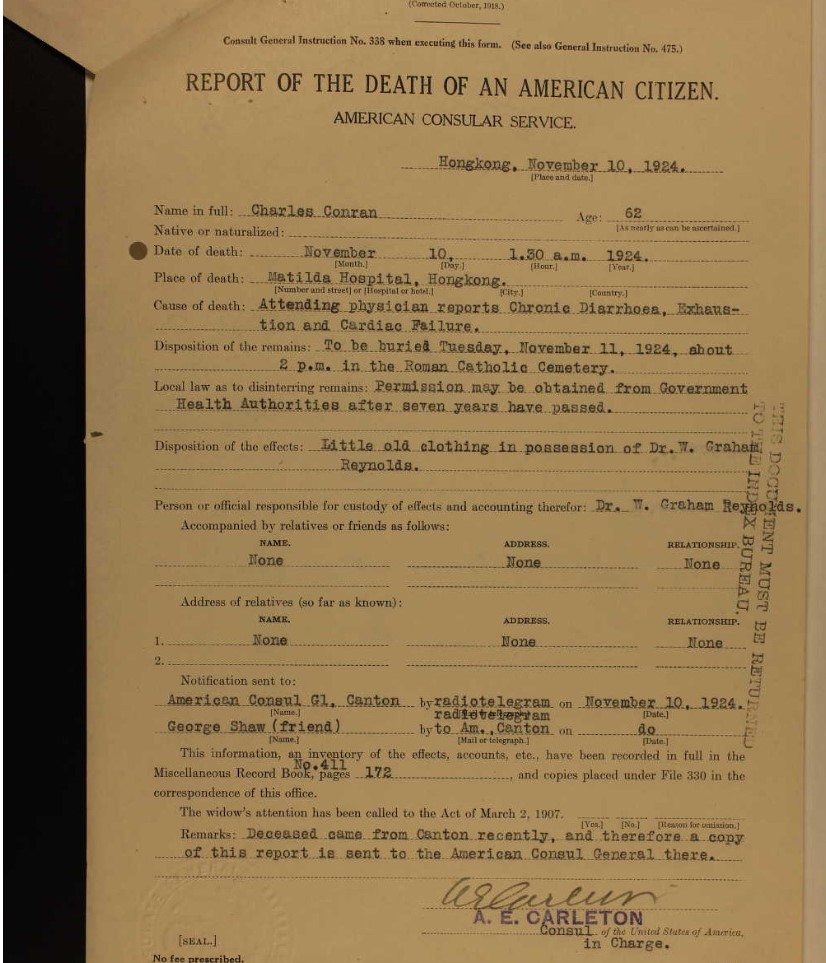 (Corrected October, 1918.)
Consult General Instruction No. 338 when executing this form. (See also General Instruction No. 475.)
REPORT OF THE DEATH OF AN AMERICAN CITIZEN.
AMERICAN CONSULAR SERVICE.
Hongkong, November 10, 1924.
[Place and date.]
Name in full: Charles Conran Age: 62
[As nearly as can be ascertained.]
Native or naturalized:
Date of death: November 10, 1.30 a.m. 1924.
[Month.] [Day.] [Hour.] [Year.]
Place of death: Matilda Hospital, Hongkong.
[Number and street] or [Hospital or hotel.] [City.] [Country.]
Cause of death: Attending physician reports Chronic Diarrhoea, Exhaus-
tion and Cardiac Failure.
Disposition of the remains: To be buried Tuesday, November 11, 1924, about
2 p.m. in the Roman Catholic Cemetery.
Local law as to disinterring remains: Permission may be obtained from Government
Health Authorities after seven years have passed.
Disposition of the effects: Little old clothing in possession of Dr. W. Graham
Reynolds.
Person or official responsible for custody of effects and accounting therefor: Dr. W. Graham Reynolds.
Accompanied by relatives or friends as follows:
NAME. ADDRESS. RELATIONSHIP.
None None None
Address of relatives (so far as known):
NAME. ADDRESS. RELATIONSHIP.
1. None None None
2.
Notification sent to:
American Consul Gl, Canton by radiotelegram on November 10, 1924.
[Name.] radiotelegram [Date.]
George Shaw (friend) by to Am., Canton on do
[Name.] [Mail or telegraph.] [Date.]
This information, an inventory of the effects, accounts, etc., have been recorded in full in the
No. 411
Miscellaneous Record Book, pages 172, and copies placed under File 330 in the
correspondence of this office.
The widow's attention has been called to the Act of March 2, 1907.
[Yes.] [No.] [Reason for omission.]
Remarks: Deceased came from Canton recently, and therefore a copy
of this report is sent to the American Consul General there.
A. E. CARLETON
Consul of the United States of America.
in Charge.
[SEAL.]
No fee prescribed.
THIS DOCUMENT MUST BE RETURNED
TO THE INDEX BUREAU.